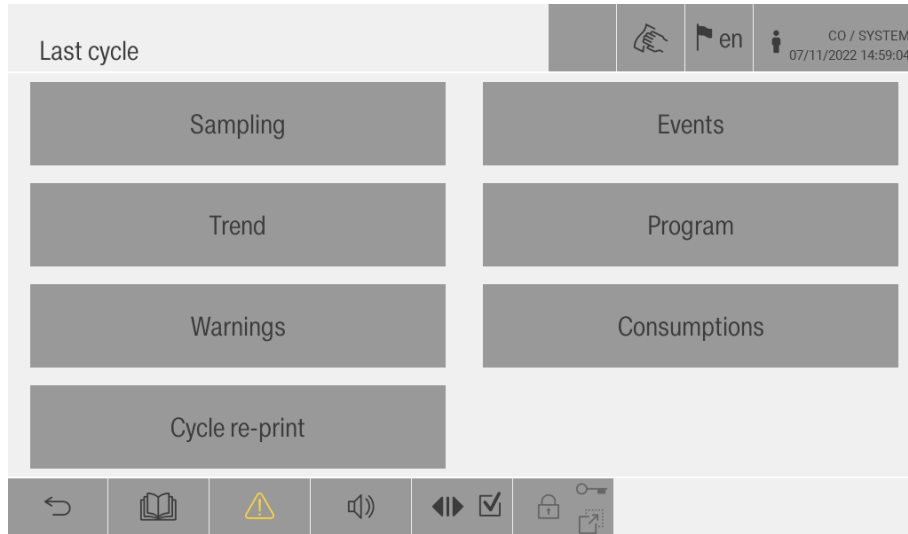 Last cycle
en
CO / SYSTEM
07/11/2022 14:59:04
Sampling
Events
Trend
Program
Warnings
Consumptions
Cycle re-print